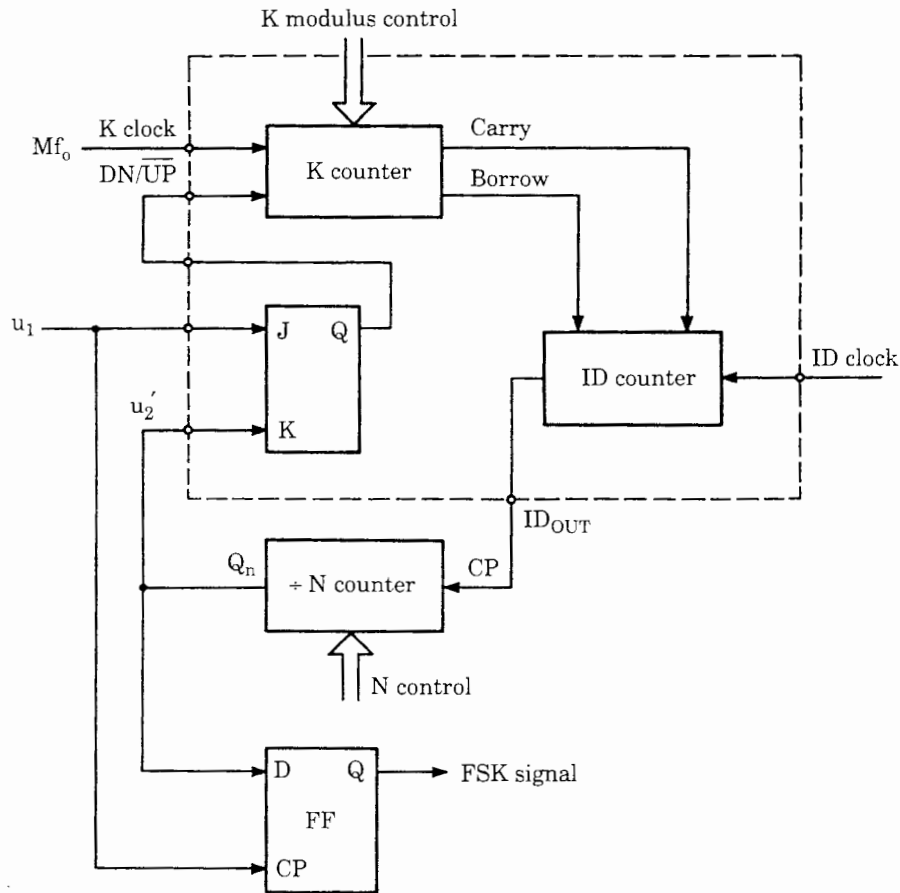 K modulus control
K clock
Mf₀
DN/U̅P̅
K counter
Carry
Borrow
u₁
J Q
K
u₂′
ID counter
ID clock
ID_OUT
Qₙ
CP
÷ N counter
N control
D Q
FF
CP
FSK signal